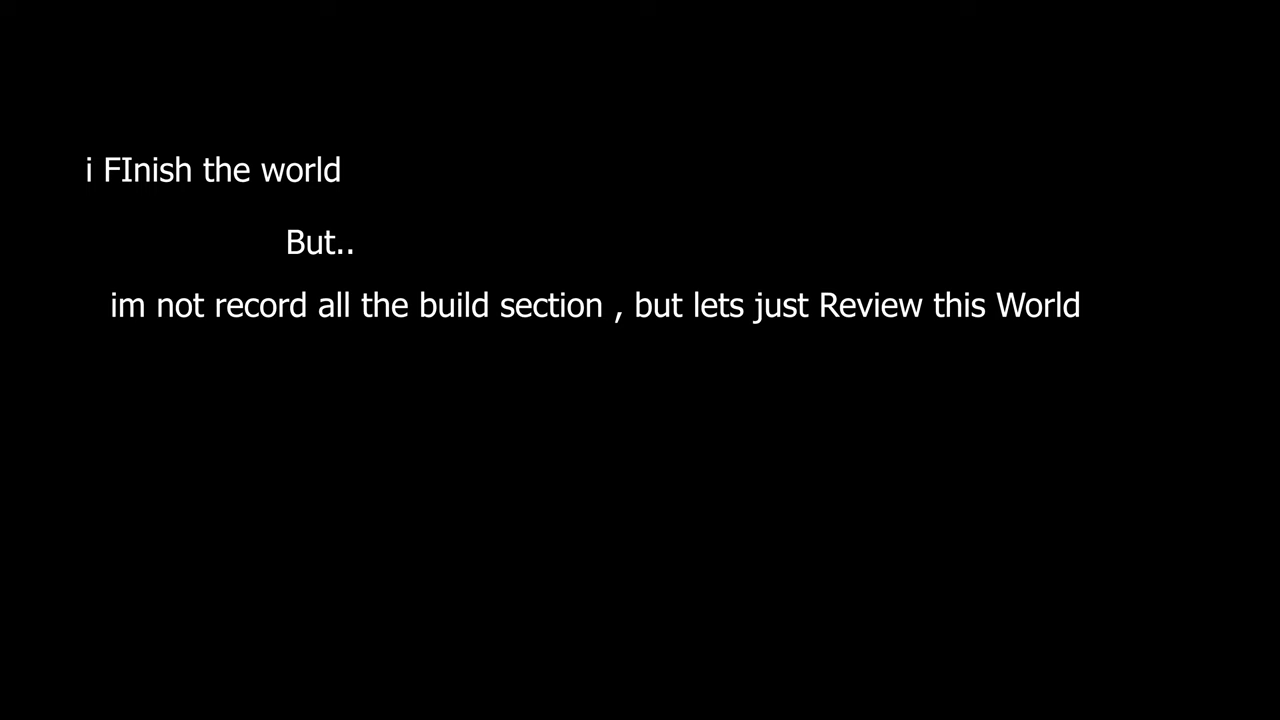 i FInish the world
But..
im not record all the build section , but lets just Review this World